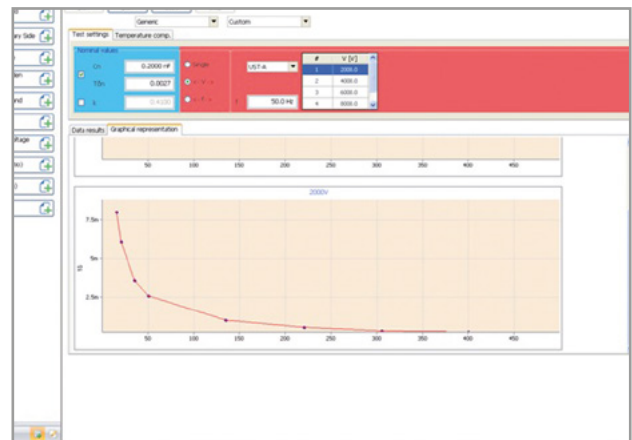 Generic Custom
ary Side
Test settings Temperature comp.
Nominal values
Cn 0.2000 nF single UST-A # V [V]
1 2000.0
TDn 0.0027 2 4000.0
3 6000.0
50.0 Hz 4 8000.0
nd
Data results Graphical representation
ltage
50 100 150 200 250 300 350 400 450
2000V
7.5m
5m
2.5m
50 100 150 200 250 300 350 400 450